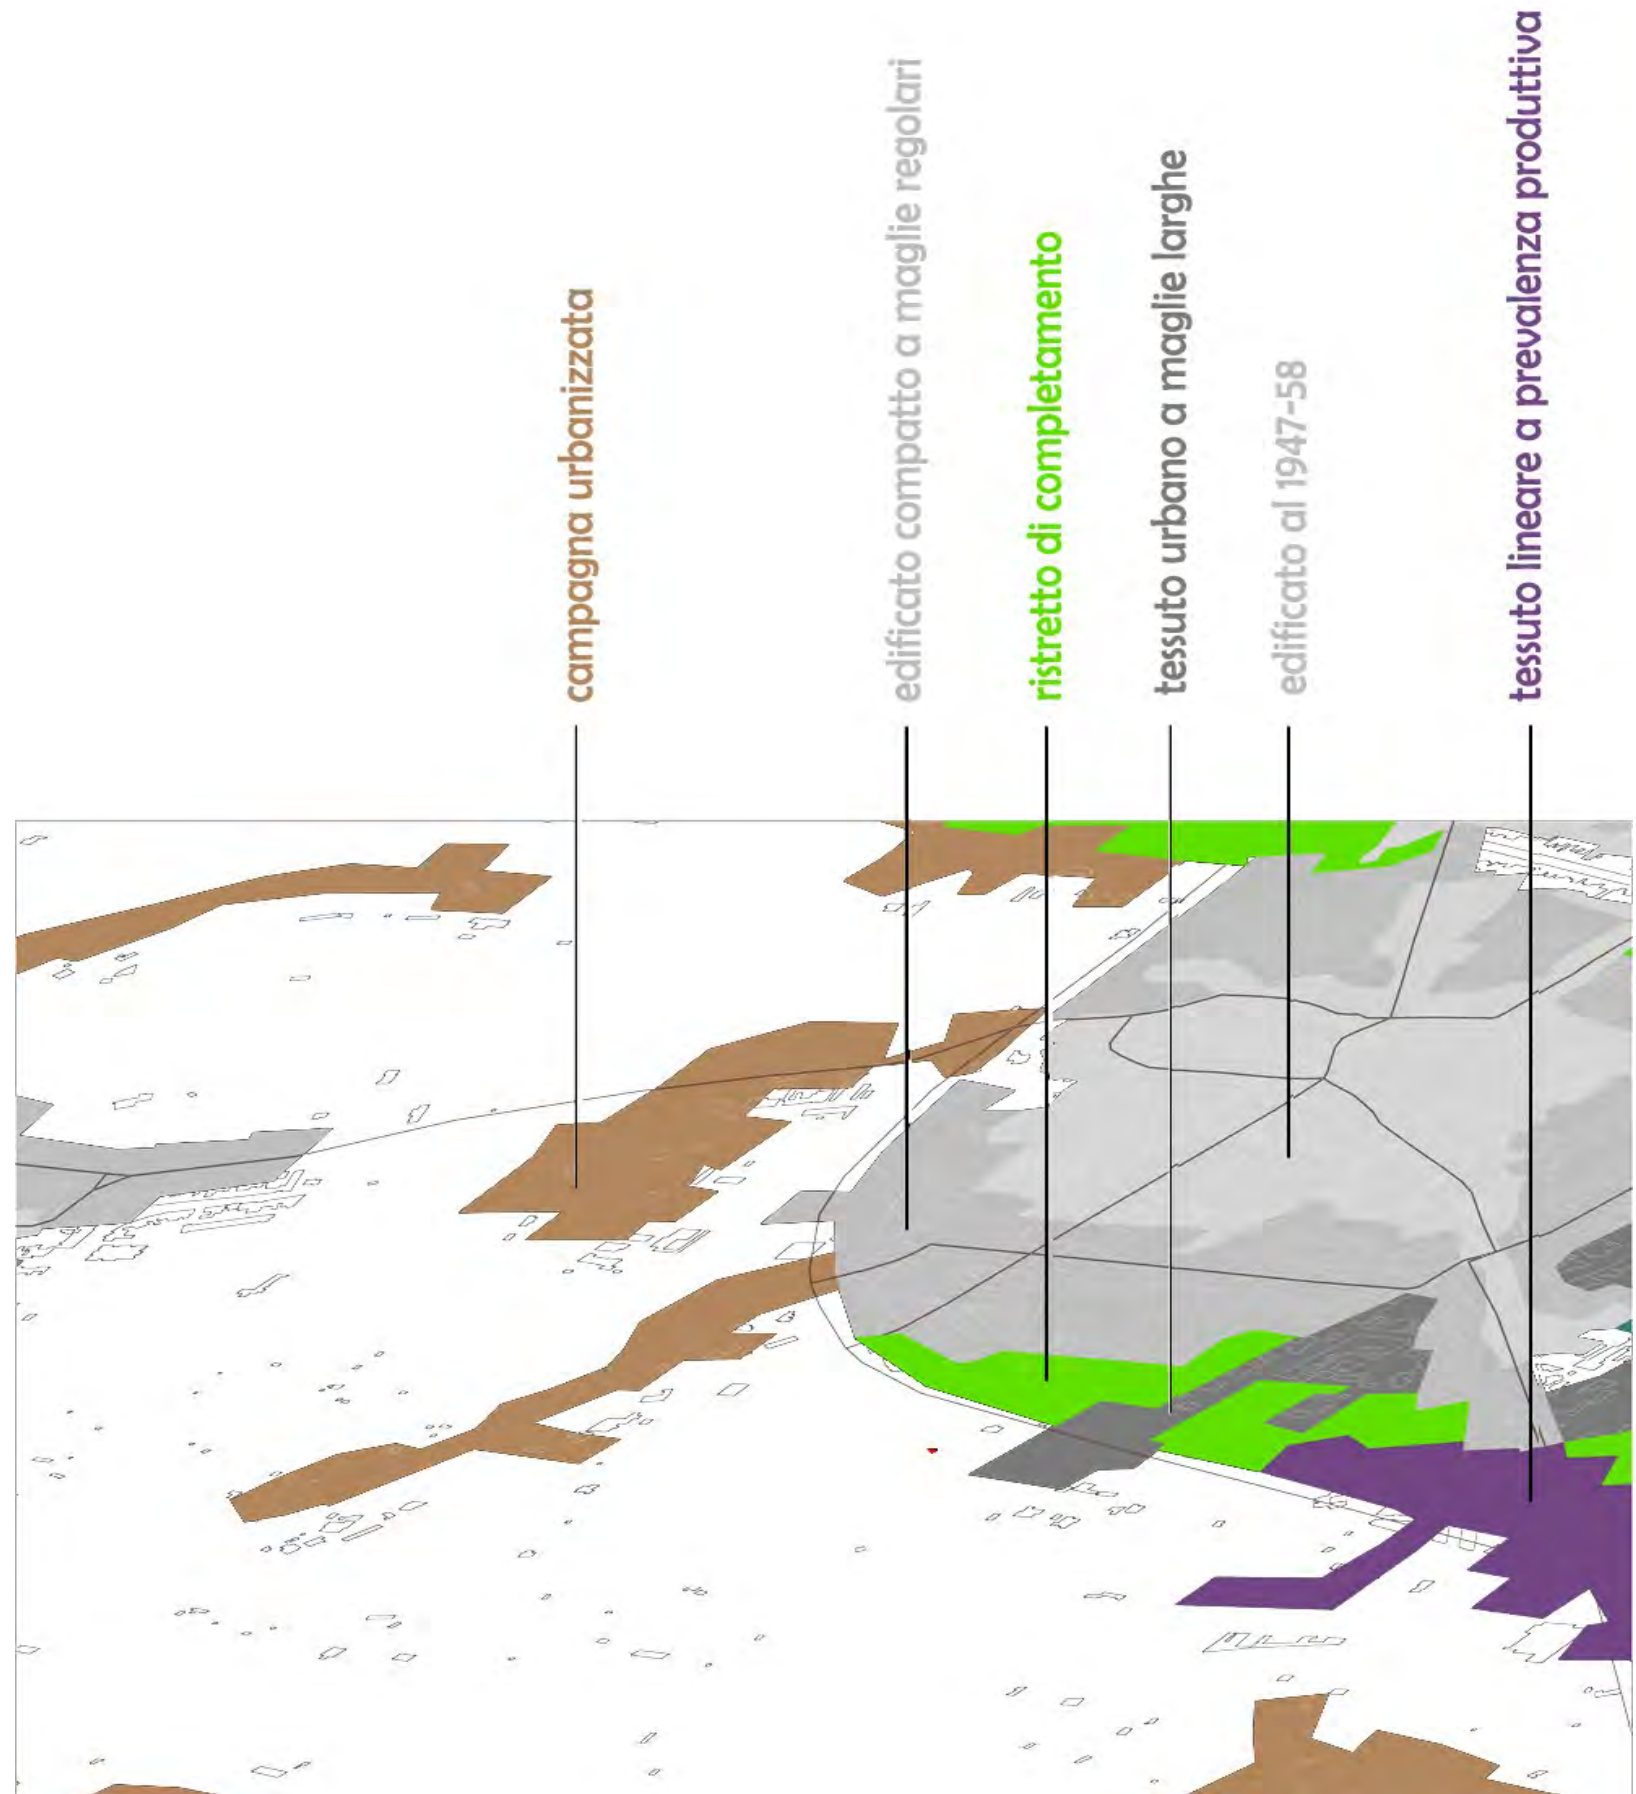 campagna urbanizzata
edificato compatto a maglie regolari
ristretto di completamento
tessuto urbano a maglie larghe
edificato al 1947-58
tessuto lineare a prevalenza produttiva